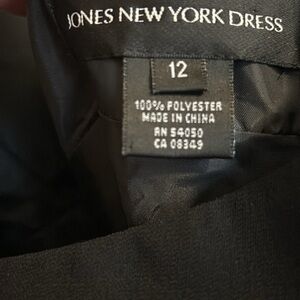 JONES NEW YORK DRESS
12
100% POLYESTER
MADE IN CHINA
RN 54050
CA 08349